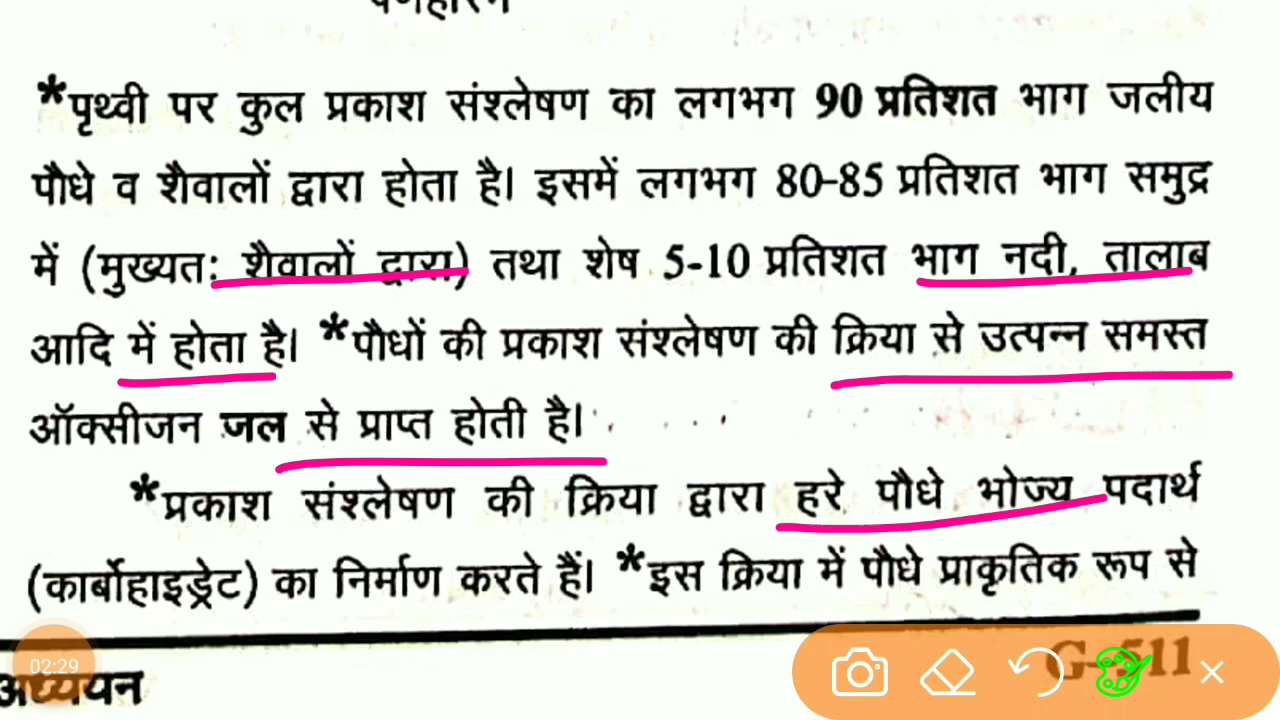 *पृथ्वी पर कुल प्रकाश संश्लेषण का लगभग 90 प्रतिशत भाग जलीय
पौधे व शैवालों द्वारा होता है। इसमें लगभग 80-85 प्रतिशत भाग समुद्र
में (मुख्यत: शैवालों द्वारा) तथा शेष 5-10 प्रतिशत भाग नदी, तालाब
आदि में होता है। *पौधों की प्रकाश संश्लेषण की क्रिया से उत्पन्न समस्त
ऑक्सीजन जल से प्राप्त होती है।
*प्रकाश संश्लेषण की क्रिया द्वारा हरे पौधे भोज्य पदार्थ
(कार्बोहाइड्रेट) का निर्माण करते हैं। *इस क्रिया में पौधे प्राकृतिक रूप से
02:29
अध्ययन
G-511